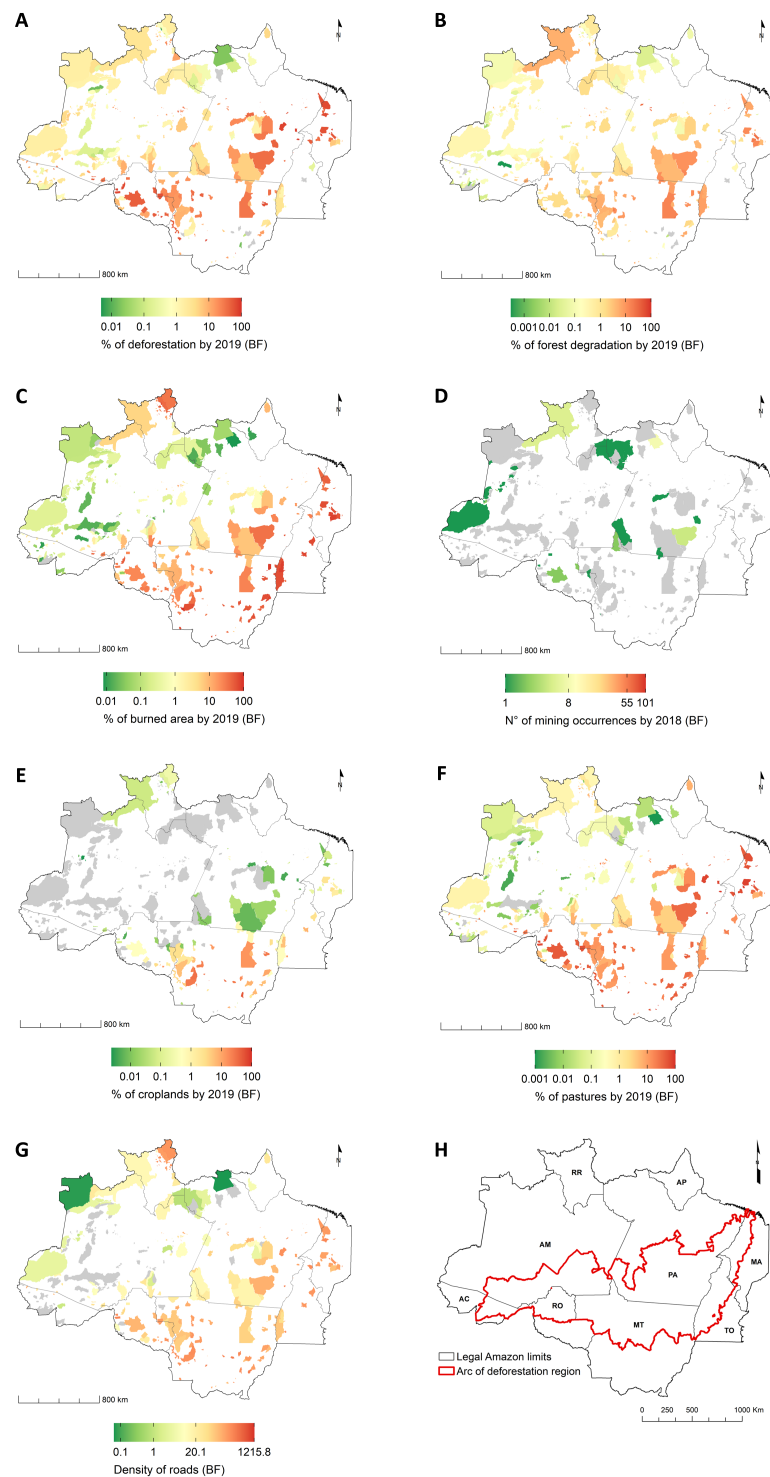 A
N
800 km
0.01 0.1 1 10 100
% of deforestation by 2019 (BF)
B
N
800 km
0.001 0.01 0.1 1 10 100
% of forest degradation by 2019 (BF)
C
N
800 km
0.01 0.1 1 10 100
% of burned area by 2019 (BF)
D
N
800 km
1 8 55 101
N° of mining occurrences by 2018 (BF)
E
N
800 km
0.01 0.1 1 10 100
% of croplands by 2019 (BF)
F
N
800 km
0.001 0.01 0.1 1 10 100
% of pastures by 2019 (BF)
G
N
800 km
0.1 1 20.1 1215.8
Density of roads (BF)
H
RR
AP
AM
PA
MA
AC
RO
MT
TO
Legal Amazon limits
Arc of deforestation region
0 250 500 1000 Km